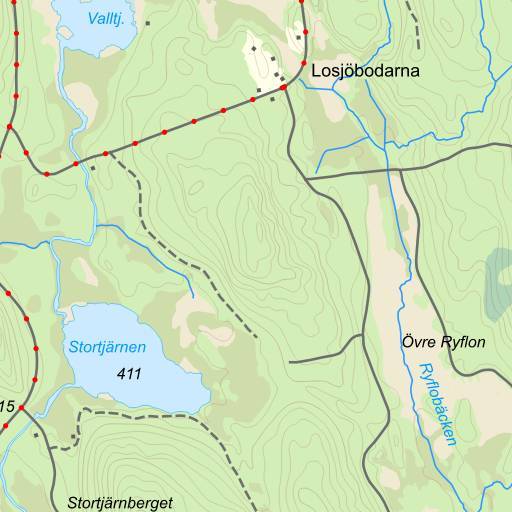 Valltj.
Losjöbodarna
Övre Ryflon
Stortjärnen
411
Ryflobäcken
15
Stortjärnberget